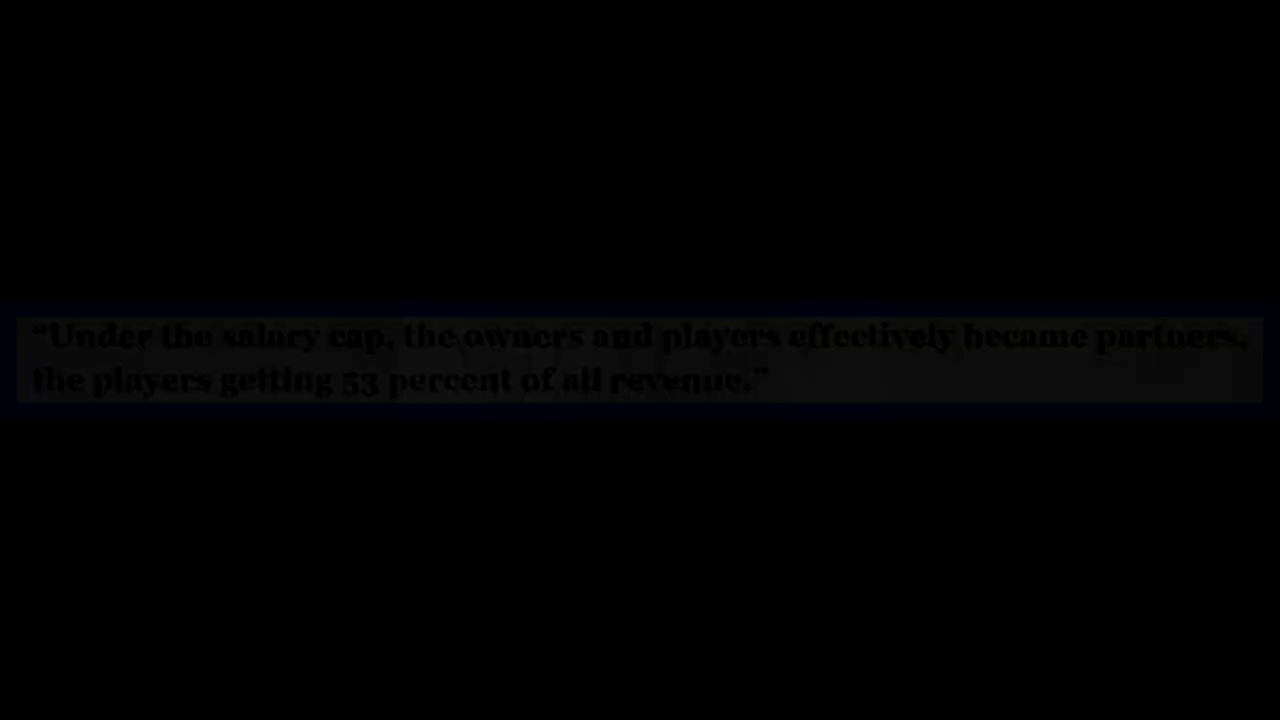 “Under the salary cap, the owners and players effectively became partners,
the players getting 53 percent of all revenue.”